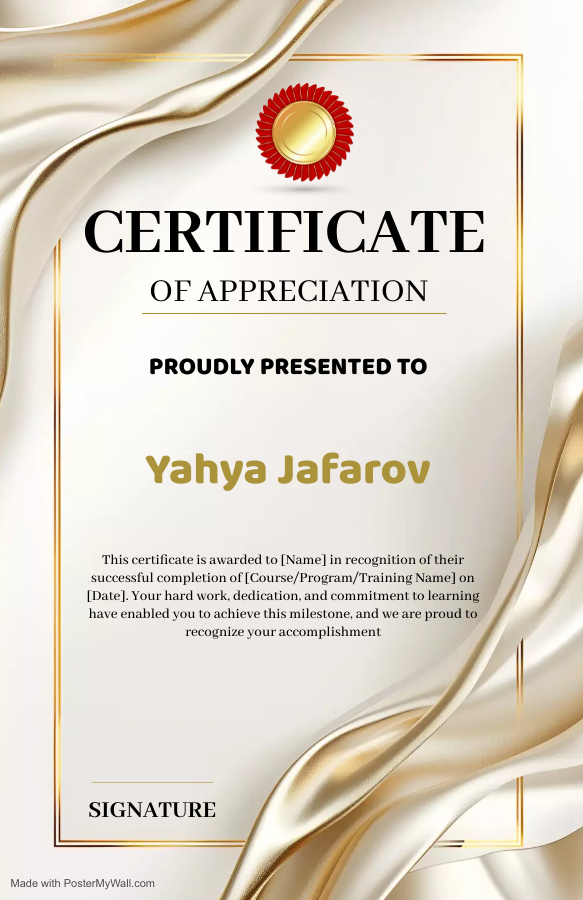 CERTIFICATE
OF APPRECIATION
PROUDLY PRESENTED TO
Yahya Jafarov
This certificate is awarded to [Name] in recognition of their
successful completion of [Course/Program/Training Name] on
[Date]. Your hard work, dedication, and commitment to learning
have enabled you to achieve this milestone, and we are proud to
recognize your accomplishment
SIGNATURE
Made with PosterMyWall.com